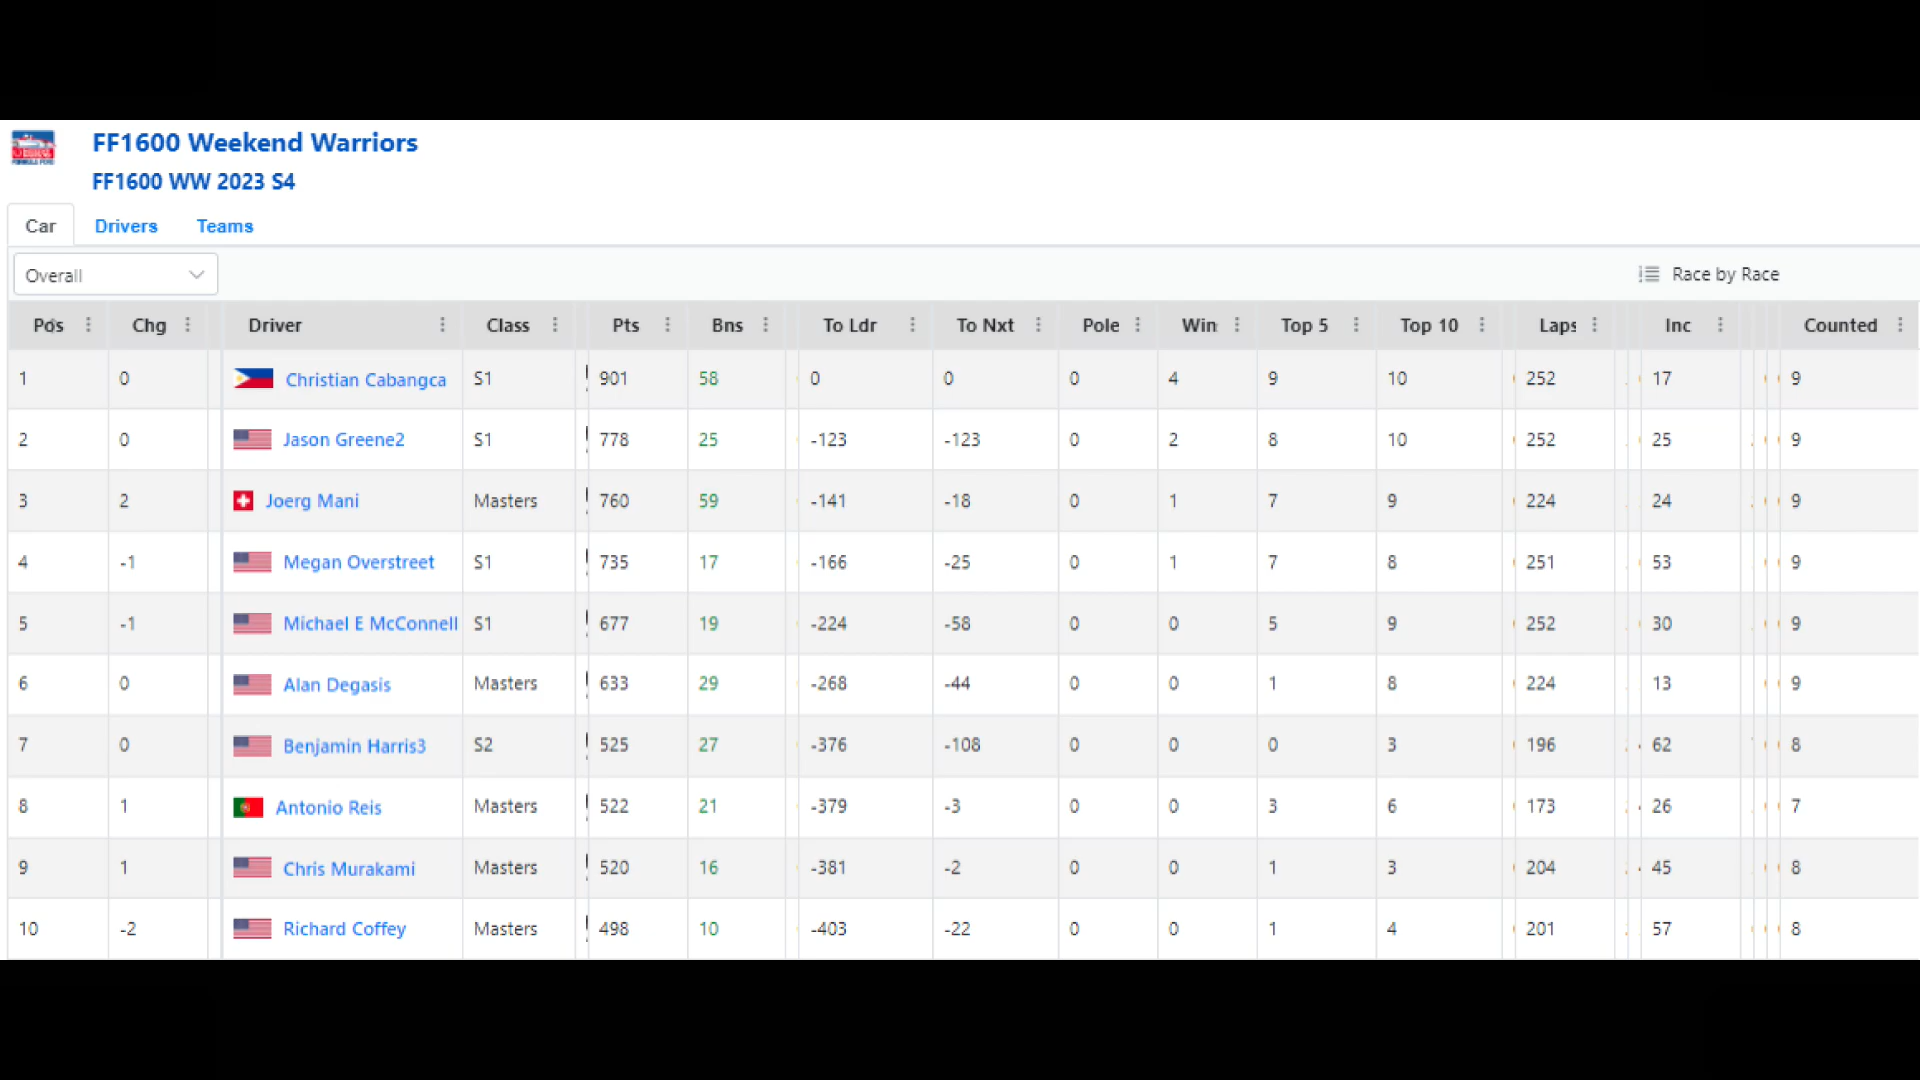 FF1600 Weekend Warriors
FF1600 WW 2023 S4
Car Drivers Teams
Overall Race by Race
Pos Chg Driver Class Pts Bns To Ldr To Nxt Pole Win Top 5 Top 10 Laps Inc Counted
1 0 Christian Cabangca S1 901 58 0 0 0 4 9 10 252 17 9
2 0 Jason Greene2 S1 778 25 -123 -123 0 2 8 10 252 25 9
3 2 Joerg Mani Masters 760 59 -141 -18 0 1 7 9 224 24 9
4 -1 Megan Overstreet S1 735 17 -166 -25 0 1 7 8 251 53 9
5 -1 Michael E McConnell S1 677 19 -224 -58 0 0 5 9 252 30 9
6 0 Alan Degasis Masters 633 29 -268 -44 0 0 1 8 224 13 9
7 0 Benjamin Harris3 S2 525 27 -376 -108 0 0 0 3 196 62 8
8 1 Antonio Reis Masters 522 21 -379 -3 0 0 3 6 173 26 7
9 1 Chris Murakami Masters 520 16 -381 -2 0 0 1 3 204 45 8
10 -2 Richard Coffey Masters 498 10 -403 -22 0 0 1 4 201 57 8